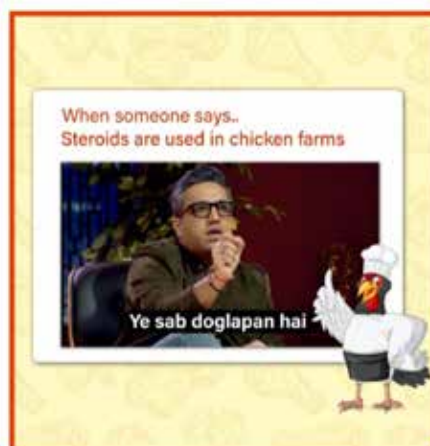 When someone says..
Steroids are used in chicken farms
Ye sab doglapan hai